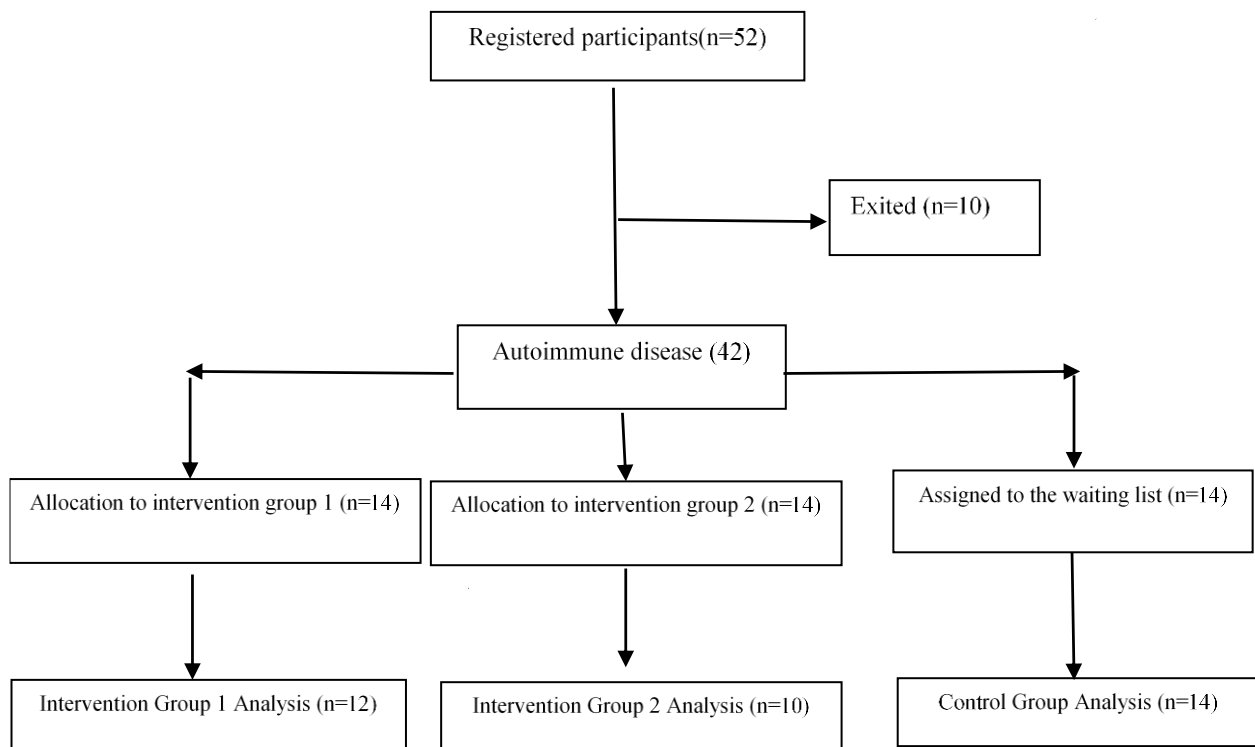 Registered participants(n=52)
Exited (n=10)
Autoimmune disease (42)
Allocation to intervention group 1 (n=14)
Allocation to intervention group 2 (n=14)
Assigned to the waiting list (n=14)
Intervention Group 1 Analysis (n=12)
Intervention Group 2 Analysis (n=10)
Control Group Analysis (n=14)